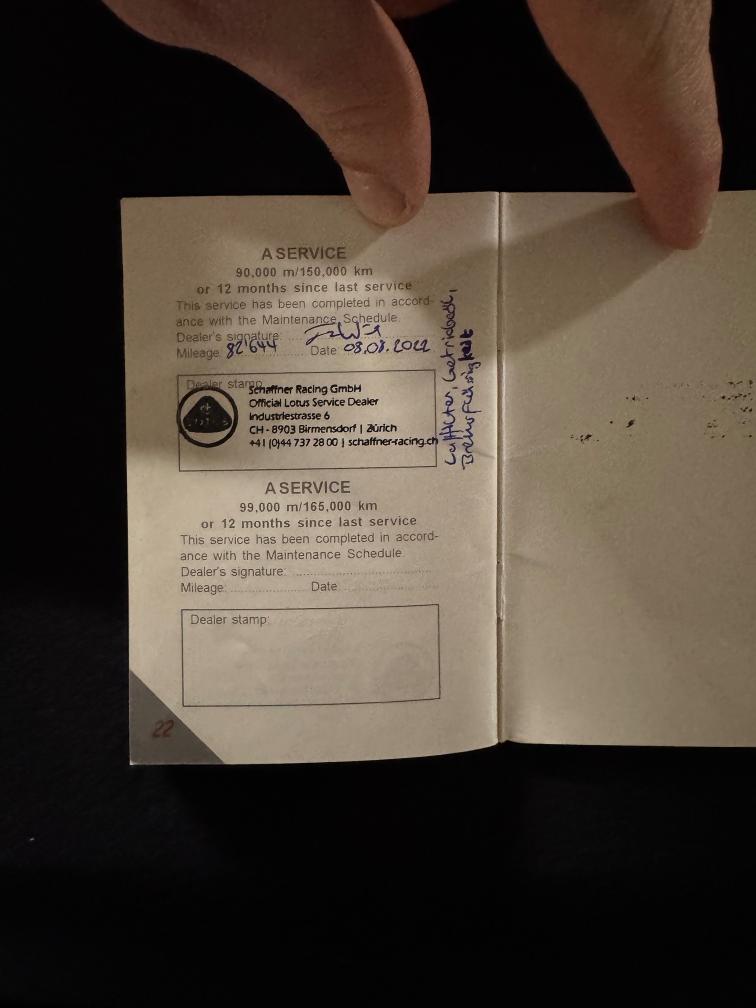 A SERVICE
90,000 m/150,000 km
or 12 months since last service
This service has been completed in accord-
ance with the Maintenance Schedule.
Dealer's signature:
Mileage: 82'644 Date: 08.08.2022
Dealer stamp:
Schaffner Racing GmbH
Official Lotus Service Dealer
Industriestrasse 6
CH - 8903 Birmensdorf | Zürich
+41 (0)44 737 28 00 | schaffner-racing.ch
Luftfilter, Getriebeöl,
Bremsflüssigkeit
A SERVICE
99,000 m/165,000 km
or 12 months since last service
This service has been completed in accord-
ance with the Maintenance Schedule.
Dealer's signature:
Mileage: Date:
Dealer stamp:
22